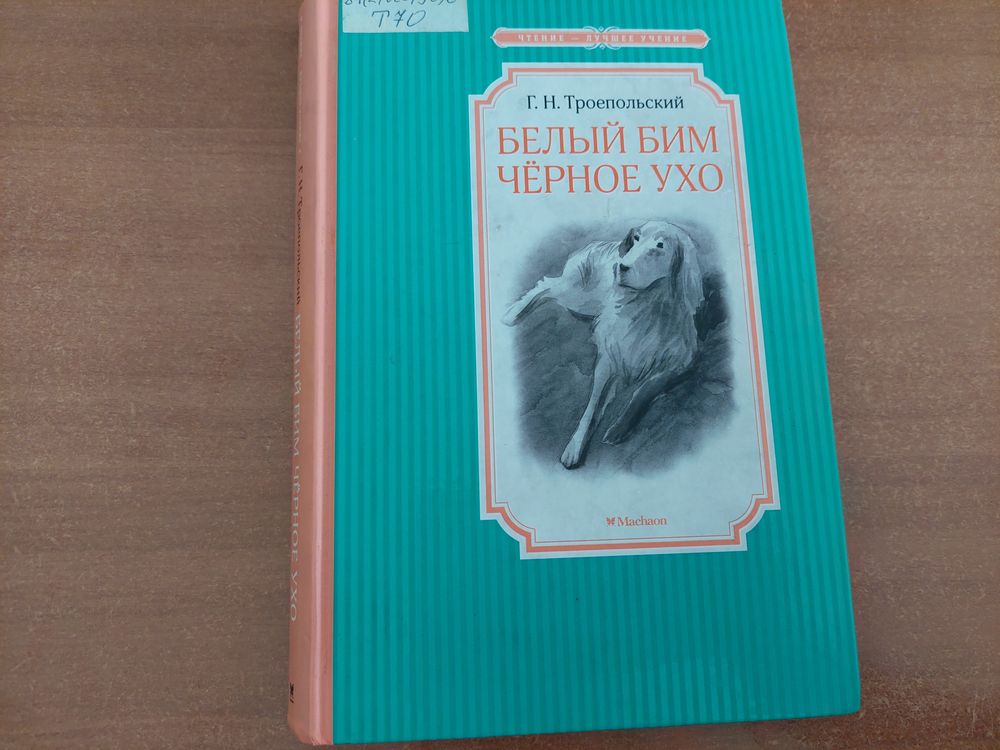 Т70
ЧТЕНИЕ – ЛУЧШЕЕ УЧЕНИЕ
Г. Н. Троепольский
БЕЛЫЙ БИМ
ЧЁРНОЕ УХО
Machaon
Г. Н. Троепольский БЕЛЫЙ БИМ ЧЁРНОЕ УХО